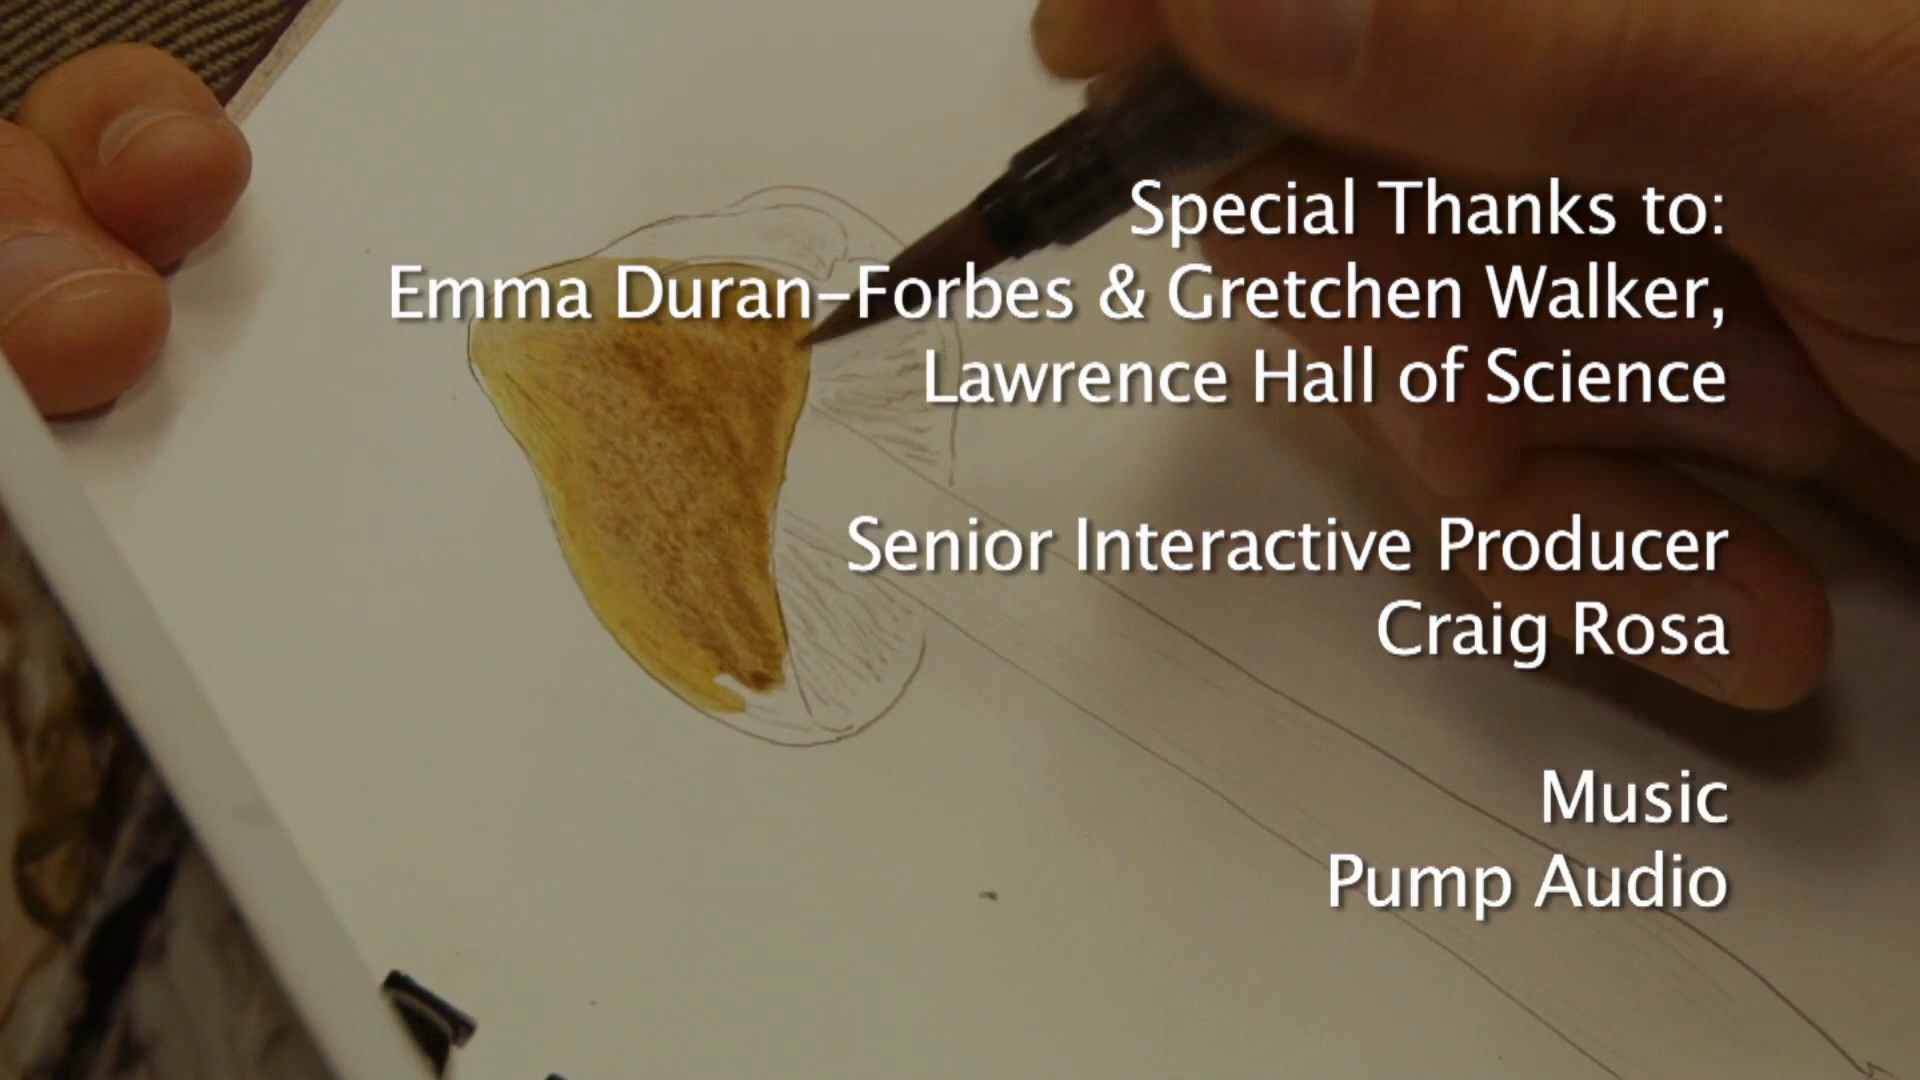 Special Thanks to:
Emma Duran-Forbes & Gretchen Walker,
Lawrence Hall of Science
Senior Interactive Producer
Craig Rosa
Music
Pump Audio